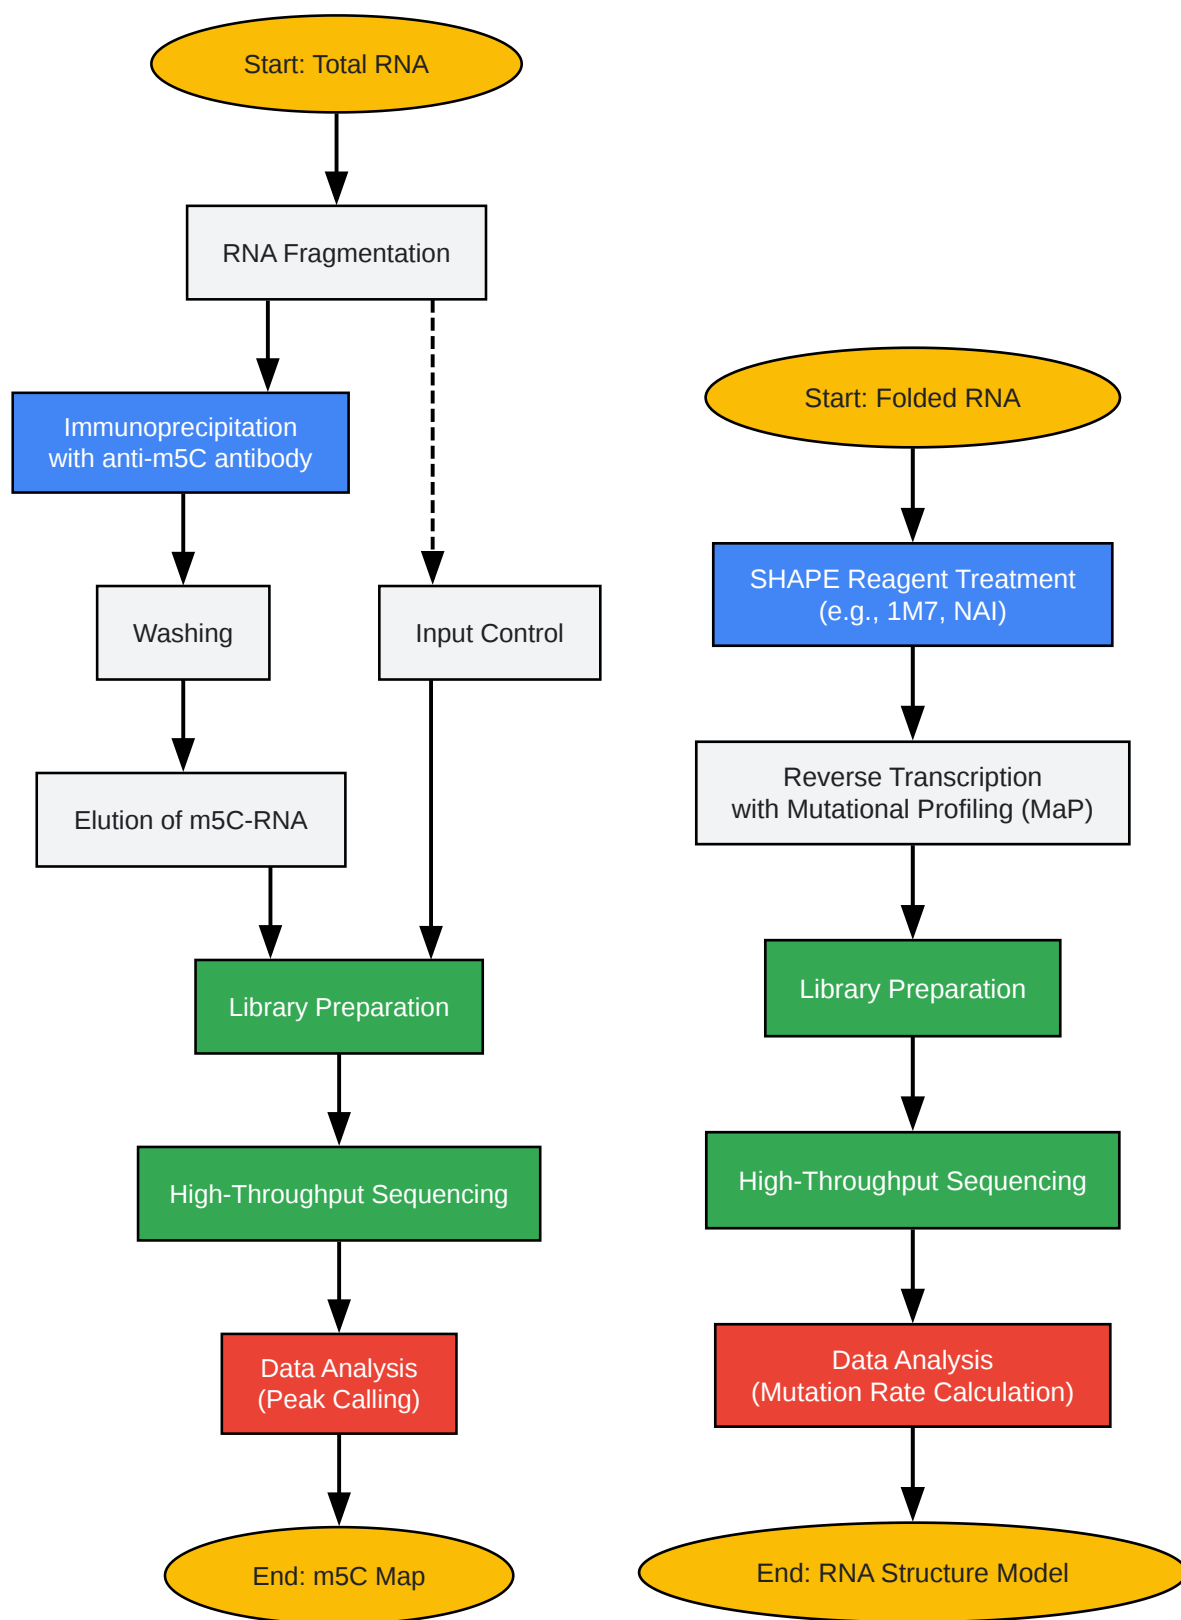 Start: Total RNA
RNA Fragmentation
Immunoprecipitation
with anti-m5C antibody
Washing
Input Control
Elution of m5C-RNA
Library Preparation
High-Throughput Sequencing
Data Analysis
(Peak Calling)
End: m5C Map
Start: Folded RNA
SHAPE Reagent Treatment
(e.g., 1M7, NAI)
Reverse Transcription
with Mutational Profiling (MaP)
Library Preparation
High-Throughput Sequencing
Data Analysis
(Mutation Rate Calculation)
End: RNA Structure Model